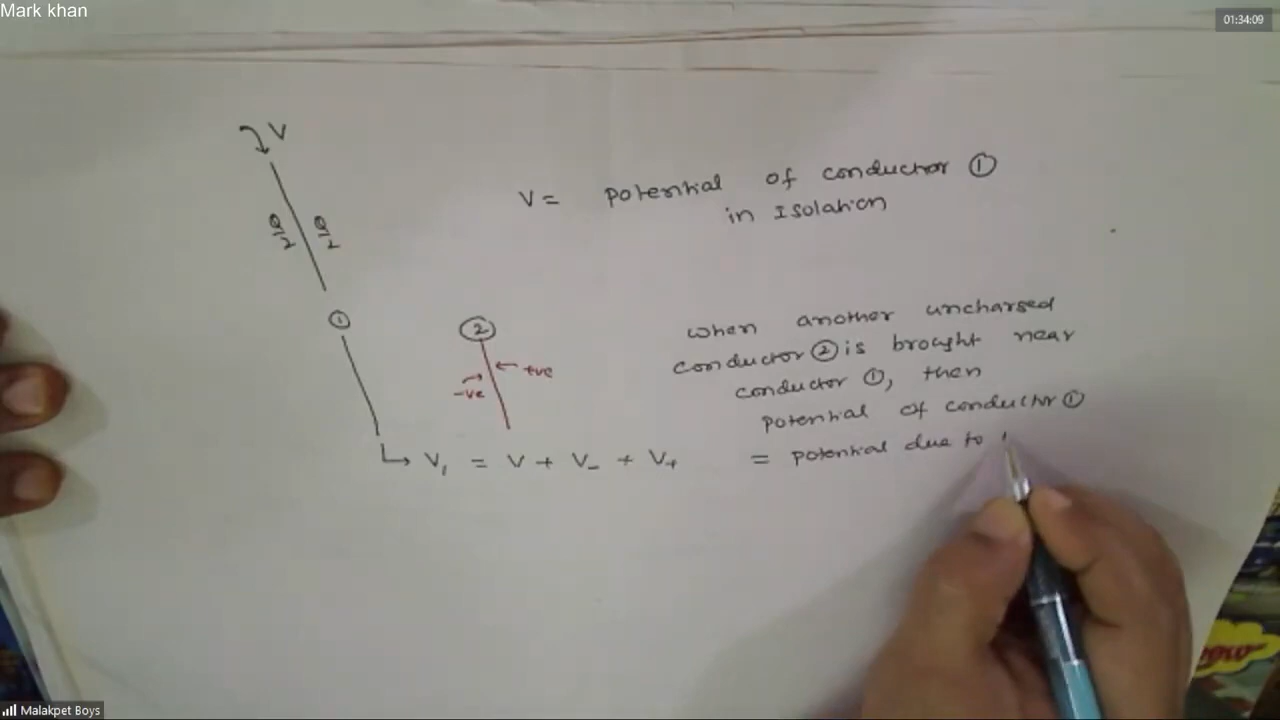 Mark khan
01:34:09
V
Q/2 Q/2
V = potential of conductor ①
in Isolation
①
②
+ve
-ve
when another uncharged
conductor ② is brought near
conductor ①, then
potential of conductor ①
V₁ = V + V₋ + V₊
= potential due to
Malakpet Boys